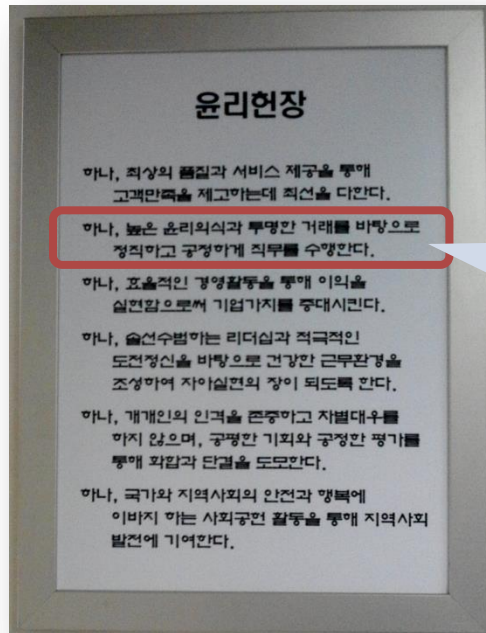 윤리헌장
하나, 최상의 품질과 서비스 제공을 통해
고객만족을 제고하는데 최선을 다한다.
하나, 높은 윤리의식과 투명한 거래를 바탕으로
정직하고 공정하게 직무를 수행한다.
하나, 효율적인 경영활동을 통해 이익을
실현함으로써 기업가치를 증대시킨다.
하나, 솔선수범하는 리더십과 적극적인
도전정신을 바탕으로 건강한 근무환경을
조성하여 자아실현의 장이 되도록 한다.
하나, 개개인의 인격을 존중하고 차별대우를
하지 않으며, 공평한 기회와 공정한 평가를
통해 화합과 단결을 도모한다.
하나, 국가와 지역사회의 안전과 행복에
이바지 하는 사회공헌 활동을 통해 지역사회
발전에 기여한다.